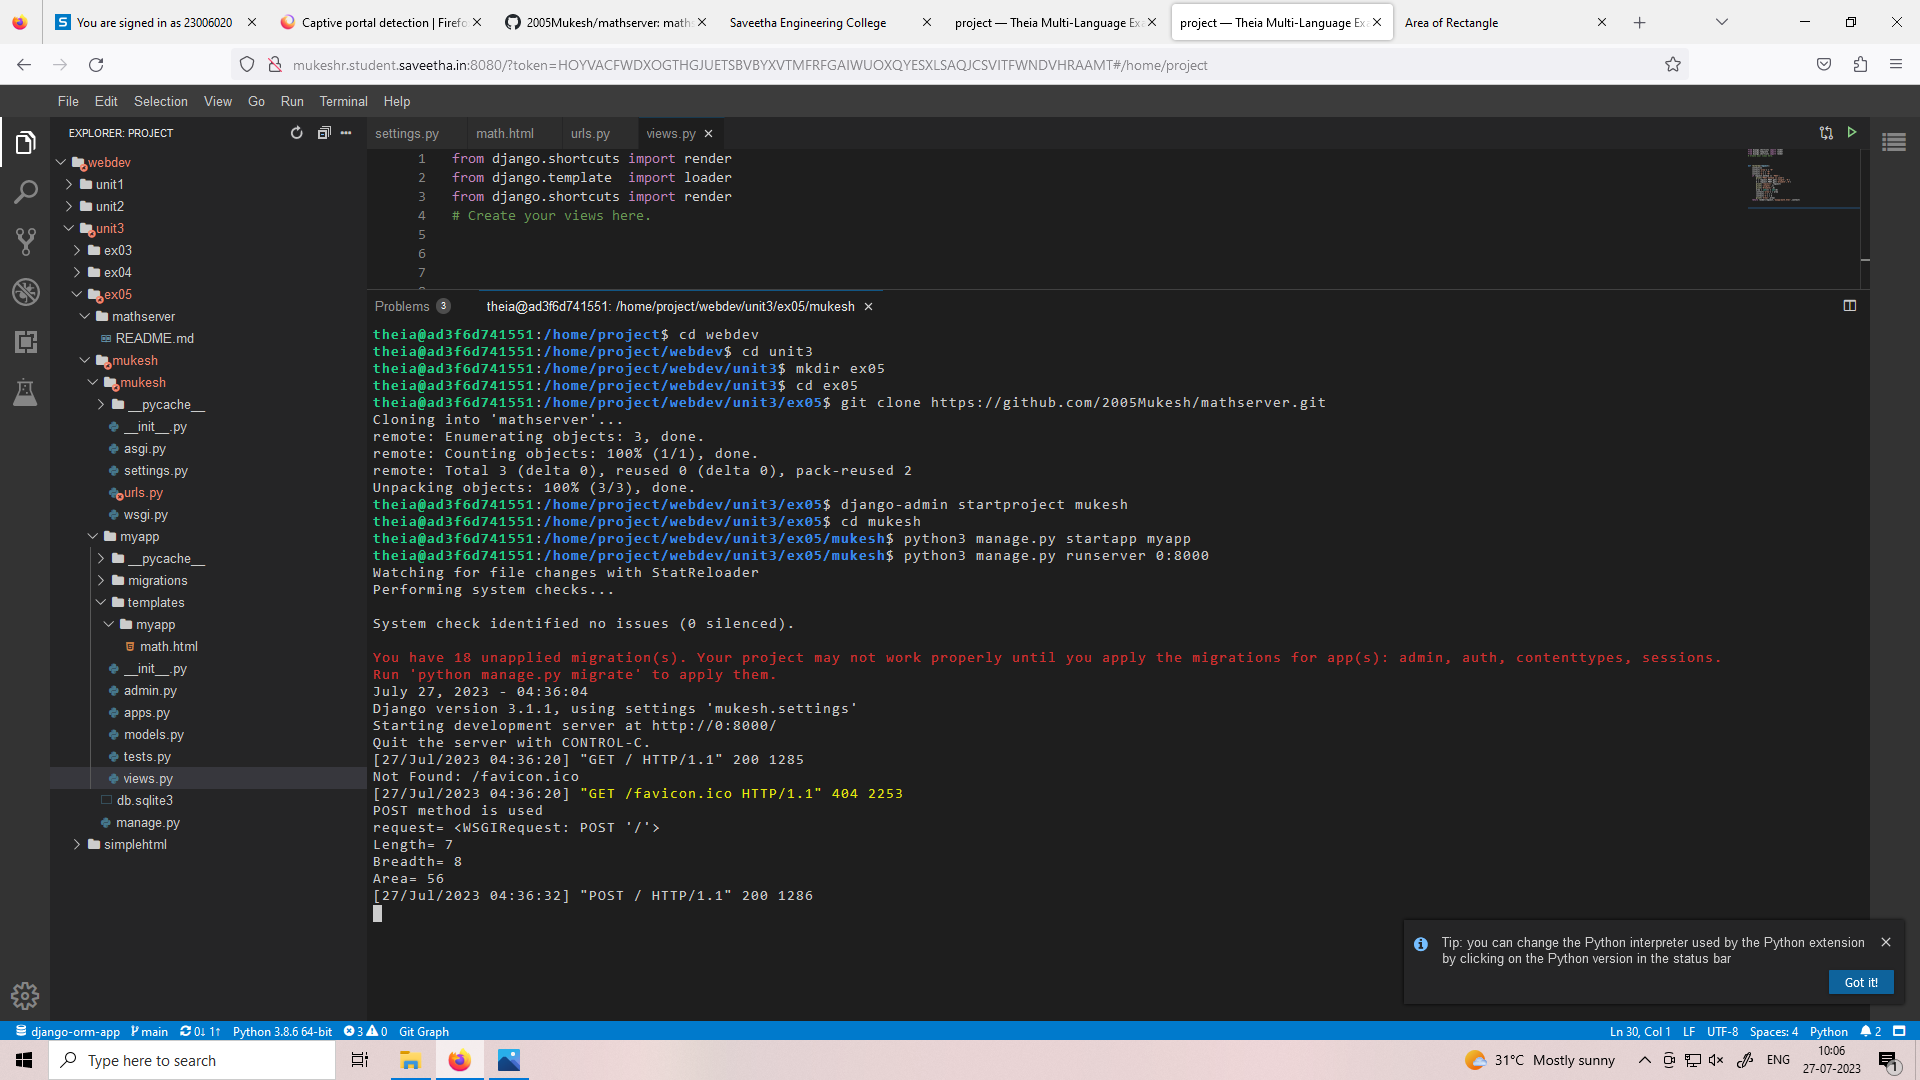 You are signed in as 23006020
Captive portal detection | Firefo
2005Mukesh/mathserver: maths
Saveetha Engineering College
project — Theia Multi-Language Exa
project — Theia Multi-Language Exa
Area of Rectangle
mukeshr.student.saveetha.in:8080/?token=HOYVACFWDXOGTHGJUETSBVBYXVTMFRFGAIWUOXQYESXLSAQJCSVITFWNDVHRAAMT#/home/project
File Edit Selection View Go Run Terminal Help
EXPLORER: PROJECT
webdev
unit1
unit2
unit3
ex03
ex04
ex05
mathserver
README.md
mukesh
mukesh
__pycache__
__init__.py
asgi.py
settings.py
urls.py
wsgi.py
myapp
__pycache__
migrations
templates
myapp
math.html
__init__.py
admin.py
apps.py
models.py
tests.py
views.py
db.sqlite3
manage.py
simplehtml
settings.py math.html urls.py views.py
1 from django.shortcuts import render
2 from django.template  import loader
3 from django.shortcuts import render
4 # Create your views here.
5
6
7
Problems 3 theia@ad3f6d741551: /home/project/webdev/unit3/ex05/mukesh
theia@ad3f6d741551:/home/project$ cd webdev
theia@ad3f6d741551:/home/project/webdev$ cd unit3
theia@ad3f6d741551:/home/project/webdev/unit3$ mkdir ex05
theia@ad3f6d741551:/home/project/webdev/unit3$ cd ex05
theia@ad3f6d741551:/home/project/webdev/unit3/ex05$ git clone https://github.com/2005Mukesh/mathserver.git
Cloning into 'mathserver'...
remote: Enumerating objects: 3, done.
remote: Counting objects: 100% (1/1), done.
remote: Total 3 (delta 0), reused 0 (delta 0), pack-reused 2
Unpacking objects: 100% (3/3), done.
theia@ad3f6d741551:/home/project/webdev/unit3/ex05$ django-admin startproject mukesh
theia@ad3f6d741551:/home/project/webdev/unit3/ex05$ cd mukesh
theia@ad3f6d741551:/home/project/webdev/unit3/ex05/mukesh$ python3 manage.py startapp myapp
theia@ad3f6d741551:/home/project/webdev/unit3/ex05/mukesh$ python3 manage.py runserver 0:8000
Watching for file changes with StatReloader
Performing system checks...
System check identified no issues (0 silenced).
You have 18 unapplied migration(s). Your project may not work properly until you apply the migrations for app(s): admin, auth, contenttypes, sessions.
Run 'python manage.py migrate' to apply them.
July 27, 2023 - 04:36:04
Django version 3.1.1, using settings 'mukesh.settings'
Starting development server at http://0:8000/
Quit the server with CONTROL-C.
[27/Jul/2023 04:36:20] "GET / HTTP/1.1" 200 1285
Not Found: /favicon.ico
[27/Jul/2023 04:36:20] "GET /favicon.ico HTTP/1.1" 404 2253
POST method is used
request= <WSGIRequest: POST '/'>
Length= 7
Breadth= 8
Area= 56
[27/Jul/2023 04:36:32] "POST / HTTP/1.1" 200 1286
Tip: you can change the Python interpreter used by the Python extension
by clicking on the Python version in the status bar
Got it!
django-orm-app main 0↓ 1↑ Python 3.8.6 64-bit 3 0 Git Graph
Ln 30, Col 1 LF UTF-8 Spaces: 4 Python 2
Type here to search
31°C Mostly sunny
ENG
10:06
27-07-2023
1